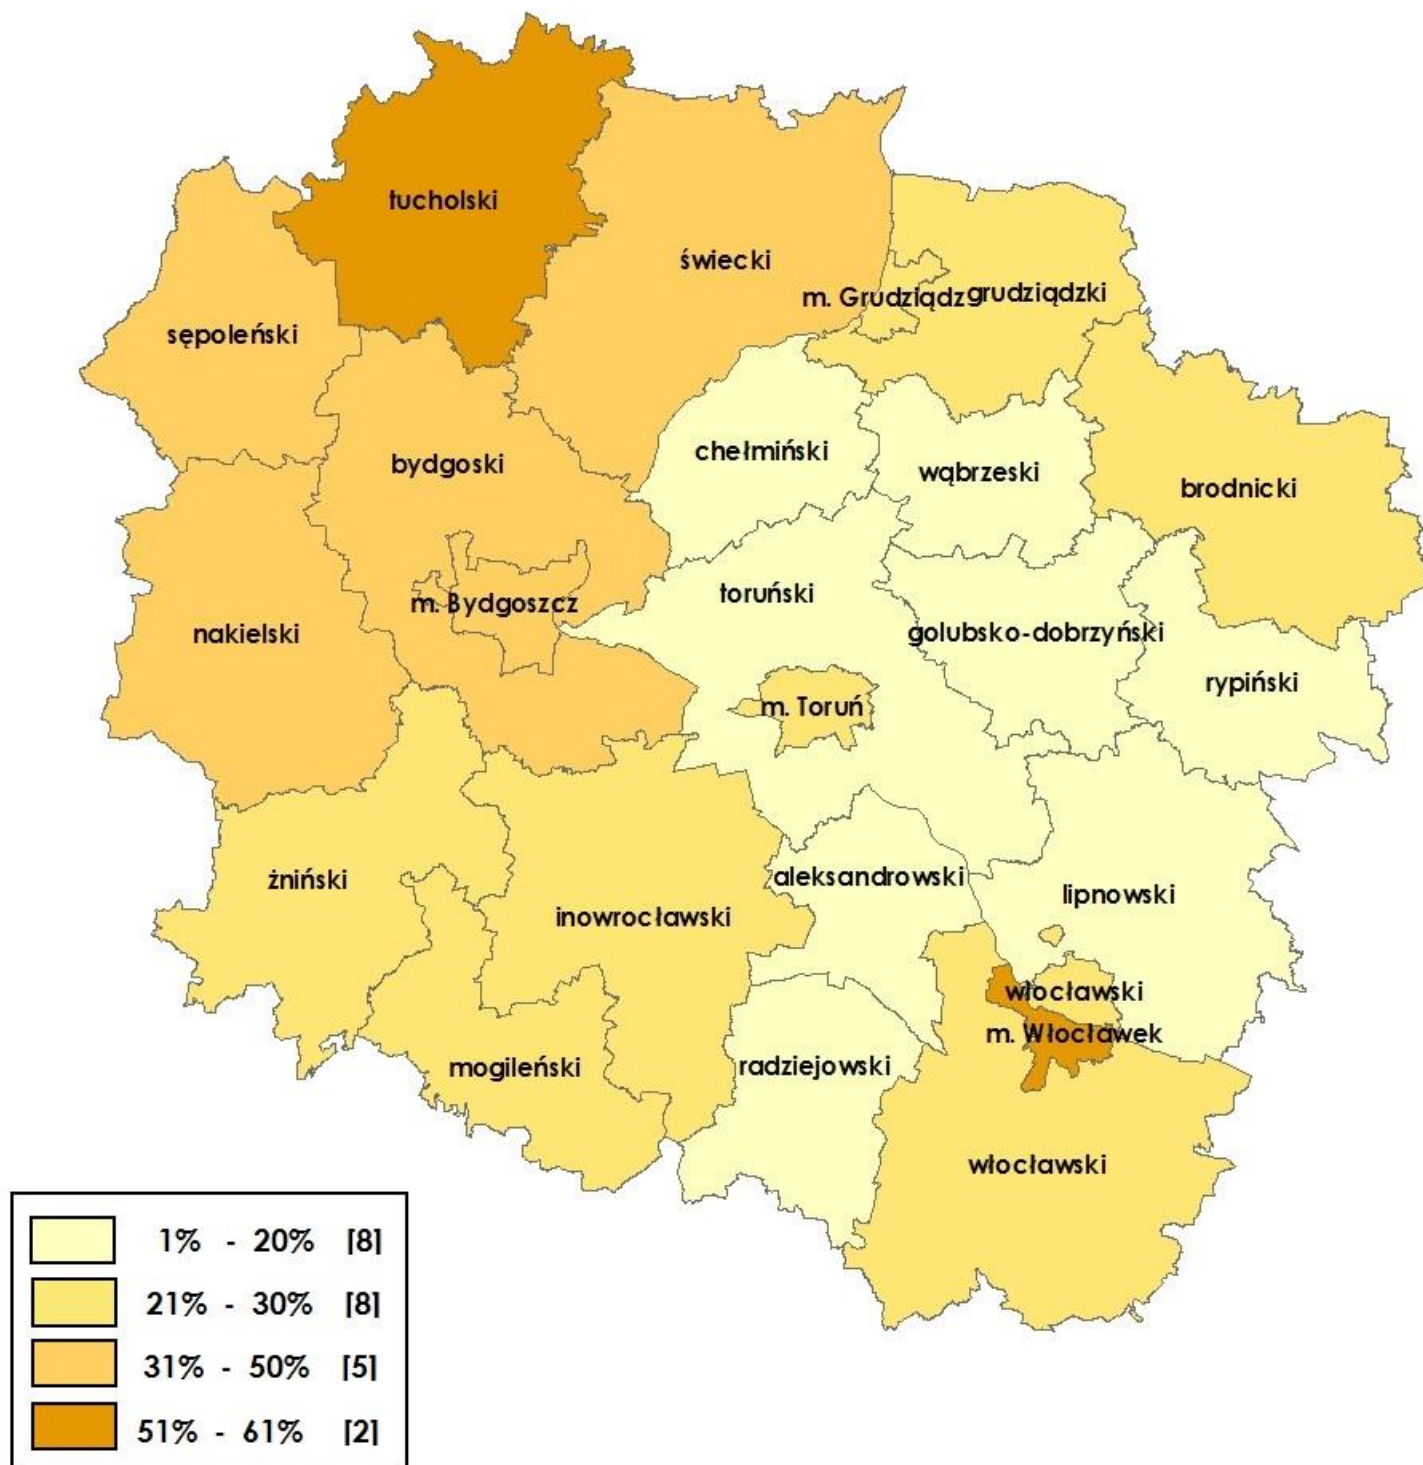 tucholski
świecki
m. Grudziądz
grudziądzki
sępoleński
chełmiński
bydgoski
wąbrzeski
brodnicki
m. Bydgoszcz
toruński
nakielski
golubsko-dobrzyński
rypiński
m. Toruń
żniński
aleksandrowski
lipnowski
inowrocławski
włocławski
m. Włocławek
mogileński
radziejowski
włocławski
1% - 20% [8]
21% - 30% [8]
31% - 50% [5]
51% - 61% [2]